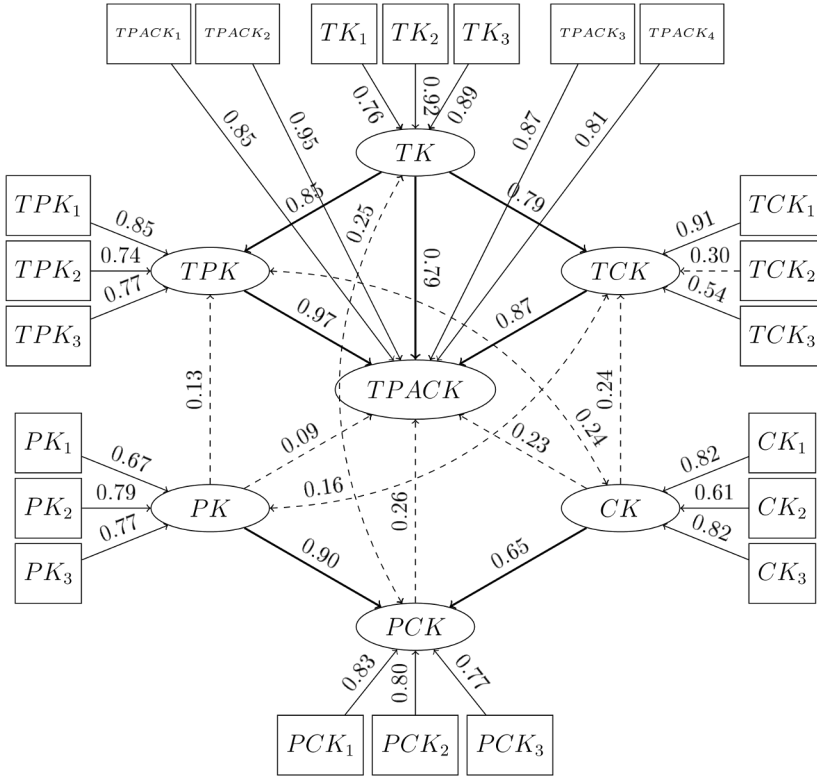 TPACK₁ TPACK₂ TK₁ TK₂ TK₃ TPACK₃ TPACK₄
0.85 0.95 0.76 0.92 0.89 0.87 0.81
TK
0.85 0.25 0.79 0.79
TPK₁ 0.85
TPK₂ 0.74
TPK₃ 0.77
TPK
TCK
0.91 TCK₁
0.30 TCK₂
0.54 TCK₃
0.97 0.87
TPACK
0.13 0.09 0.16 0.26 0.23 0.24 0.24
PK₁ 0.67
PK₂ 0.79
PK₃ 0.77
PK
CK
0.82 CK₁
0.61 CK₂
0.82 CK₃
0.90 0.65
PCK
0.83 0.80 0.77
PCK₁ PCK₂ PCK₃